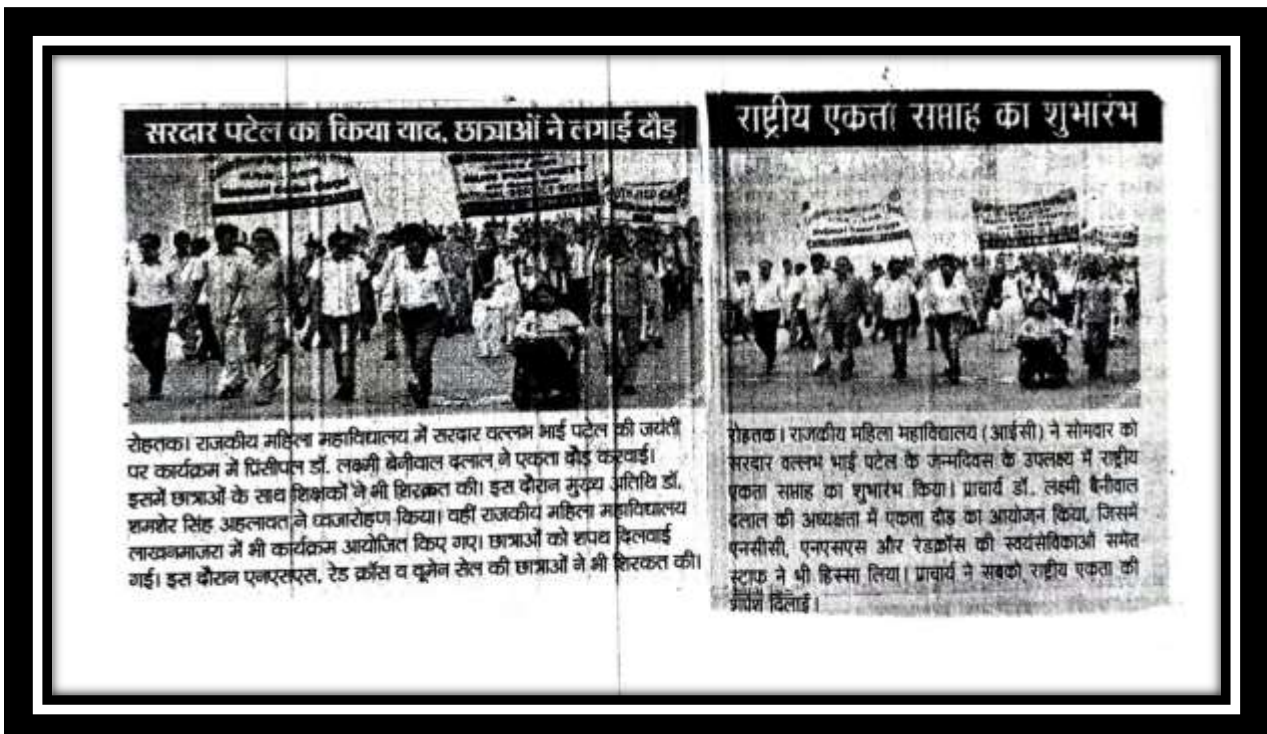 सरदार पटेल का किया याद, छात्राओं ने लगाई दौड़
रोहतक। राजकीय महिला महाविद्यालय में सरदार वल्लभ भाई पटेल की जयंती
पर कार्यक्रम में प्रिंसीपल डॉ. लक्ष्मी बेनीवाल दलाल ने एकता दौड़ करवाई।
इसमें छात्राओं के साथ शिक्षकों ने भी शिरकत की। इस दौरान मुख्य अतिथि डॉ.
शमशेर सिंह अहलावत ने ध्वजारोहण किया। वहीं राजकीय महिला महाविद्यालय
लाखनमाजरा में भी कार्यक्रम आयोजित किए गए। छात्राओं को शपथ दिलवाई
गई। इस दौरान एनएसएस, रेड क्रॉस व वूमेन सैल की छात्राओं ने भी शिरकत की।
राष्ट्रीय एकता सप्ताह का शुभारंभ
रोहतक। राजकीय महिला महाविद्यालय (आईसी) ने सोमवार को
सरदार वल्लभ भाई पटेल के जन्मदिवस के उपलक्ष्य में राष्ट्रीय
एकता सप्ताह का शुभारंभ किया। प्राचार्य डॉ. लक्ष्मी बैनीवाल
दलाल की अध्यक्षता में एकता दौड़ का आयोजन किया, जिसमें
एनसीसी, एनएसएस और रेडक्रॉस की स्वयंसेविकाओं समेत
स्टाफ ने भी हिस्सा लिया। प्राचार्य ने सबको राष्ट्रीय एकता की
शपथ दिलाई।